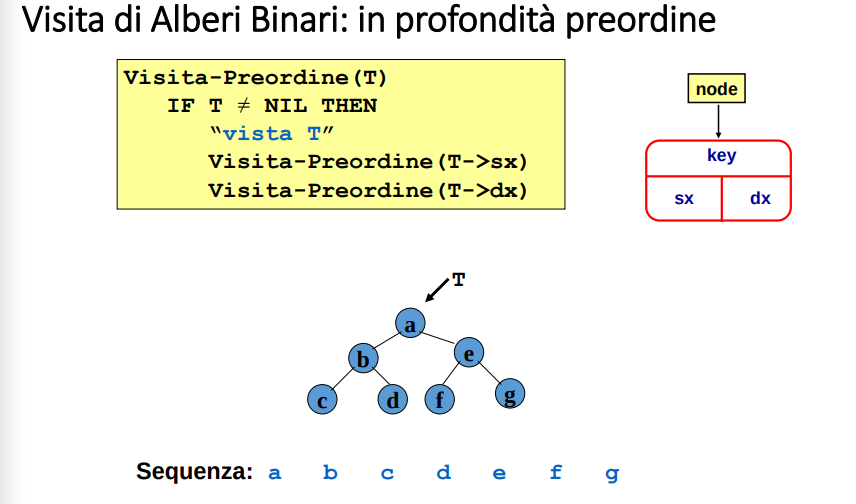 Visita di Alberi Binari: in profondità preordine
Visita-Preordine(T)
IF T ≠ NIL THEN
“vista T”
Visita-Preordine(T->sx)
Visita-Preordine(T->dx)
node
key
sx dx
T
a
b e
c d f g
Sequenza: a b c d e f g